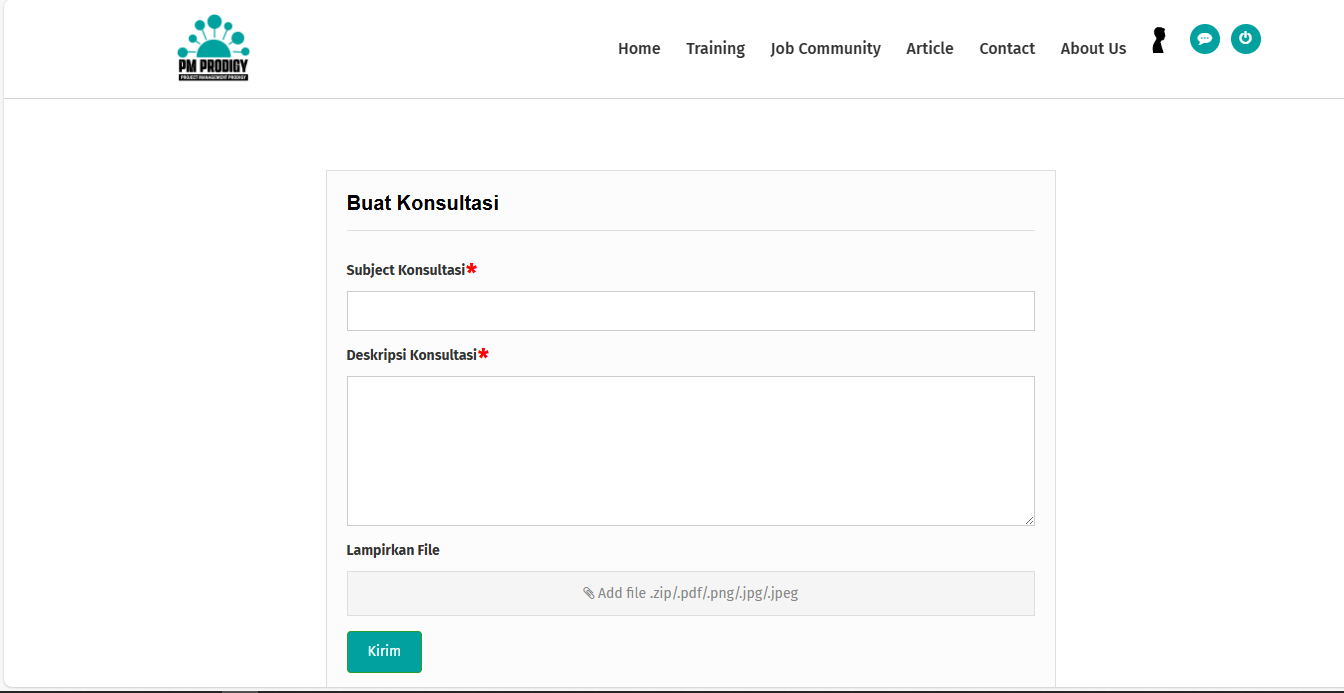 PM PRODIGY
PROJECT MANAGEMENT PRODIGY
Home Training Job Community Article Contact About Us
Buat Konsultasi
Subject Konsultasi*
Deskripsi Konsultasi*
Lampirkan File
Add file .zip/.pdf/.png/.jpg/.jpeg
Kirim